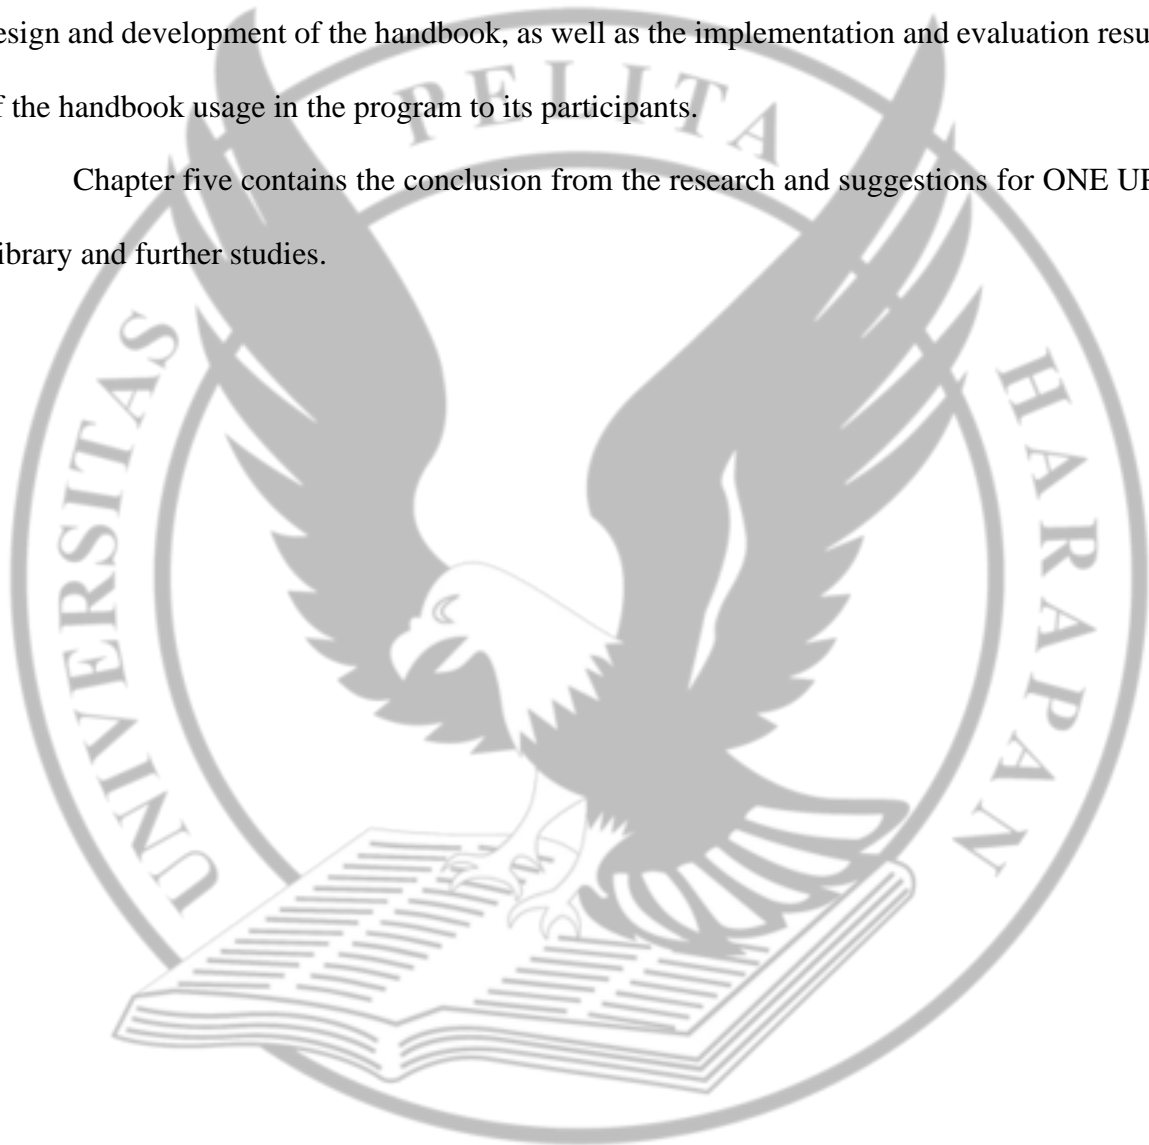 esign and development of the handbook, as well as the implementation and evaluation resu
f the handbook usage in the program to its participants.
Chapter five contains the conclusion from the research and suggestions for ONE UP
ibrary and further studies.
UNIVERSITAS PELITA HARAPAN